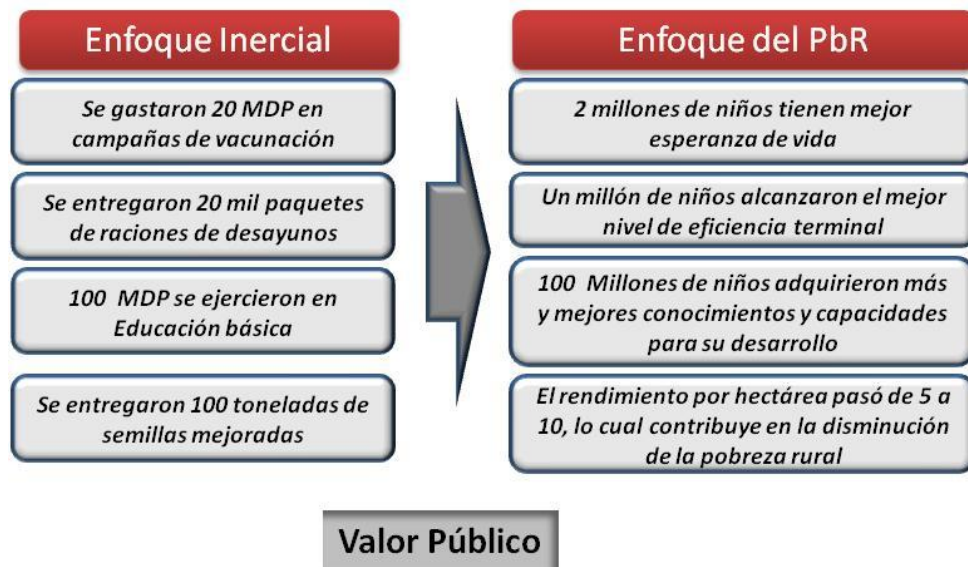 Enfoque Inercial
Se gastaron 20 MDP en
campañas de vacunación
Se entregaron 20 mil paquetes
de raciones de desayunos
100 MDP se ejercieron en
Educación básica
Se entregaron 100 toneladas de
semillas mejoradas
Enfoque del PbR
2 millones de niños tienen mejor
esperanza de vida
Un millón de niños alcanzaron el mejor
nivel de eficiencia terminal
100 Millones de niños adquirieron más
y mejores conocimientos y capacidades
para su desarrollo
El rendimiento por hectárea pasó de 5 a
10, lo cual contribuye en la disminución
de la pobreza rural
Valor Público